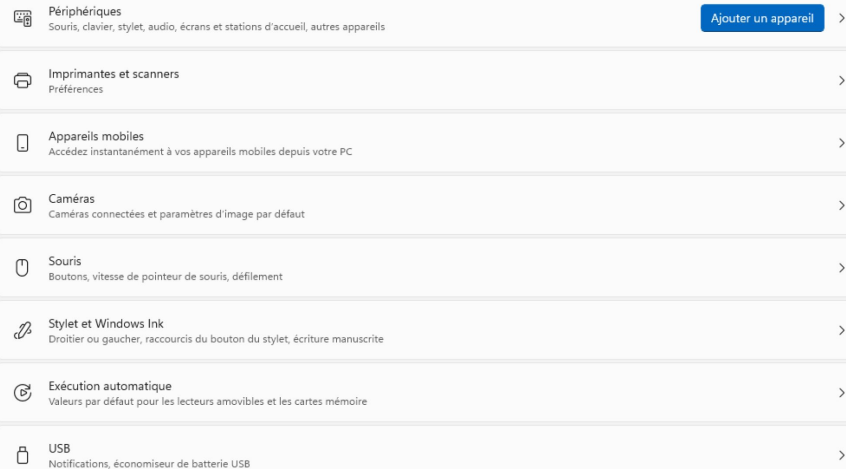 Périphériques
Souris, clavier, stylet, audio, écrans et stations d'accueil, autres appareils
Ajouter un appareil
Imprimantes et scanners
Préférences
Appareils mobiles
Accédez instantanément à vos appareils mobiles depuis votre PC
Caméras
Caméras connectées et paramètres d'image par défaut
Souris
Boutons, vitesse de pointeur de souris, défilement
Stylet et Windows Ink
Droitier ou gaucher, raccourcis du bouton du stylet, écriture manuscrite
Exécution automatique
Valeurs par défaut pour les lecteurs amovibles et les cartes mémoire
USB
Notifications, économiseur de batterie USB